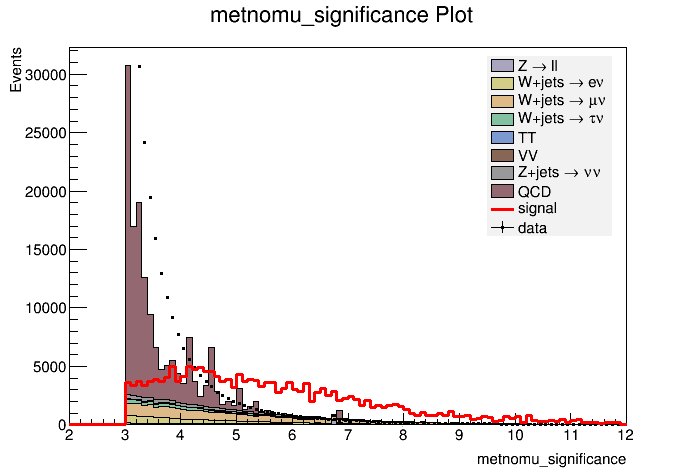 metnomu_significance Plot
Events
30000
25000
20000
15000
10000
5000
0
2 3 4 5 6 7 8 9 10 11 12
metnomu_significance
Z → ll
W+jets → eν
W+jets → μν
W+jets → τν
TT
VV
Z+jets → νν
QCD
signal
data